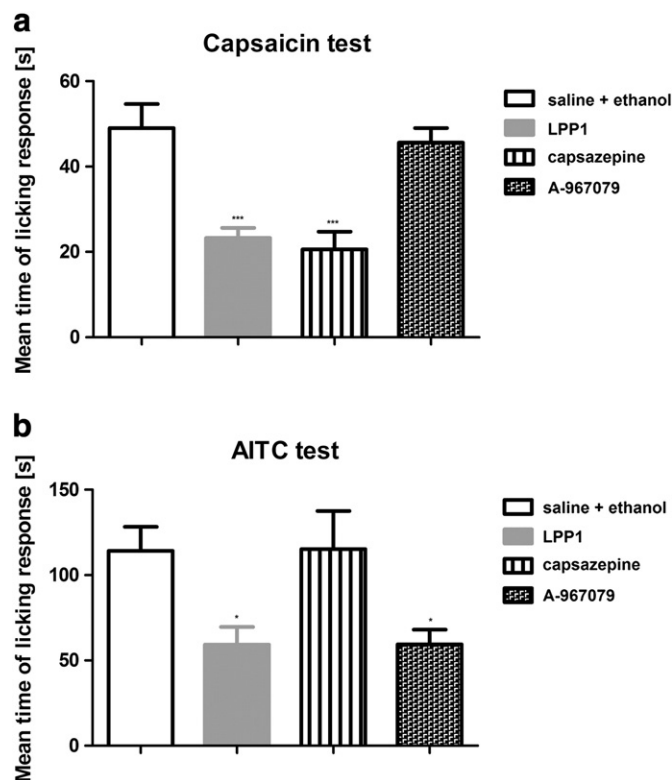 a
Capsaicin test
Mean time of licking response [s]
60
40
20
0
***
***
saline + ethanol
LPP1
capsazepine
A-967079
b
AITC test
Mean time of licking response [s]
150
100
50
0
*
*
saline + ethanol
LPP1
capsazepine
A-967079